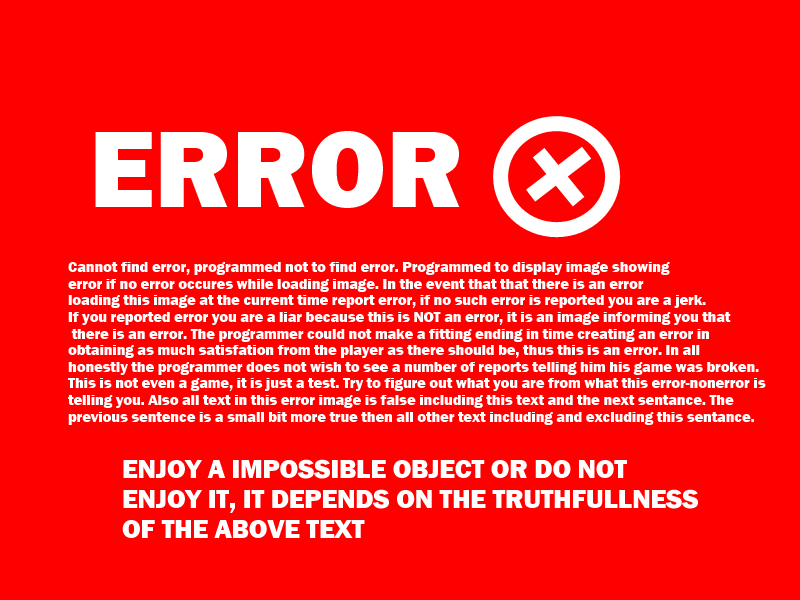 ERROR
Cannot find error, programmed not to find error. Programmed to display image showing
error if no error occures while loading image. In the event that that there is an error
loading this image at the current time report error, if no such error is reported you are a jerk.
If you reported error you are a liar because this is NOT an error, it is an image informing you that
there is an error. The programmer could not make a fitting ending in time creating an error in
obtaining as much satisfation from the player as there should be, thus this is an error. In all
honestly the programmer does not wish to see a number of reports telling him his game was broken.
This is not even a game, it is just a test. Try to figure out what you are from what this error-nonerror is
telling you. Also all text in this error image is false including this text and the next sentance. The
previous sentence is a small bit more true then all other text including and excluding this sentance.
ENJOY A IMPOSSIBLE OBJECT OR DO NOT
ENJOY IT, IT DEPENDS ON THE TRUTHFULLNESS
OF THE ABOVE TEXT